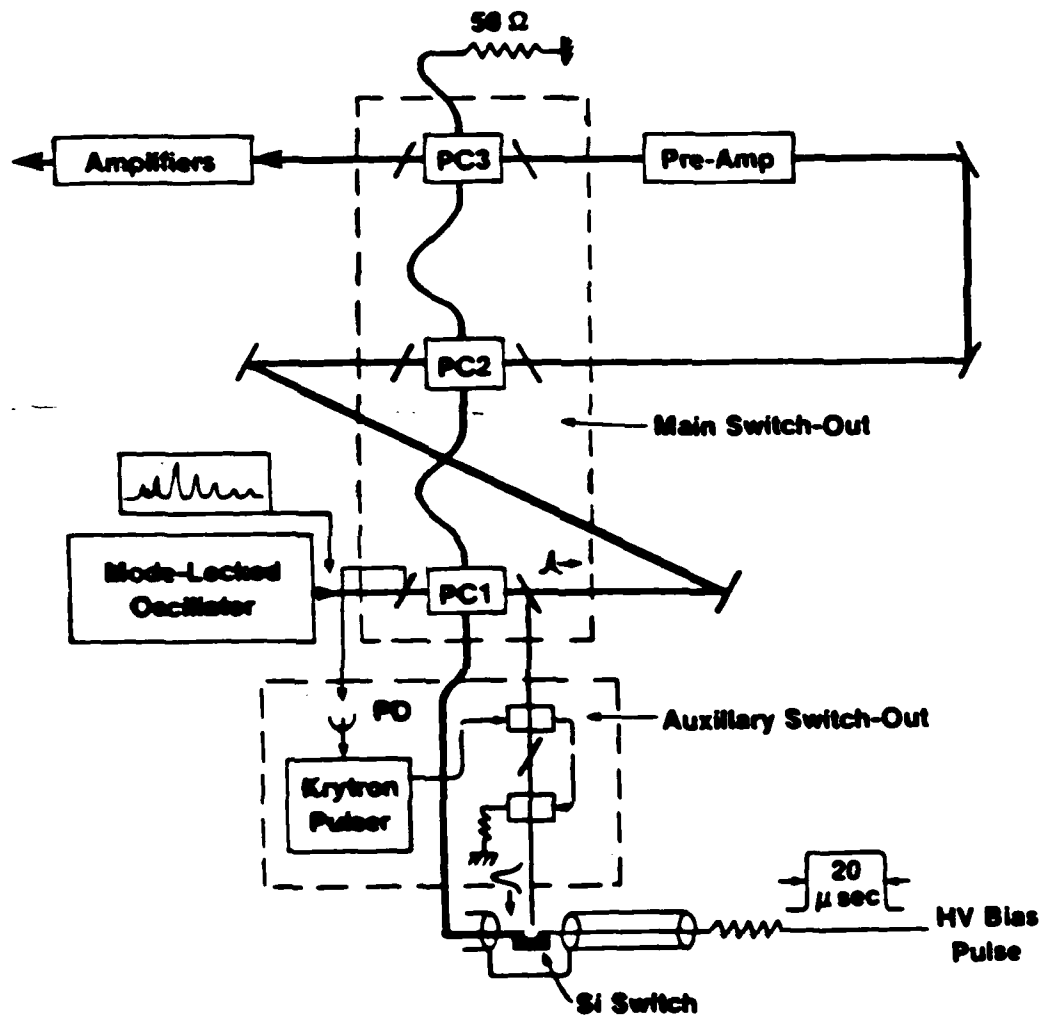 50 Ω
Amplifiers
PC3
Pre-Amp
PC2
Main Switch-Out
Mode-Locked
Oscillator
PC1
PD
Auxillary Switch-Out
Krytron
Pulser
20
μ sec
HV Bias
Pulse
Si Switch